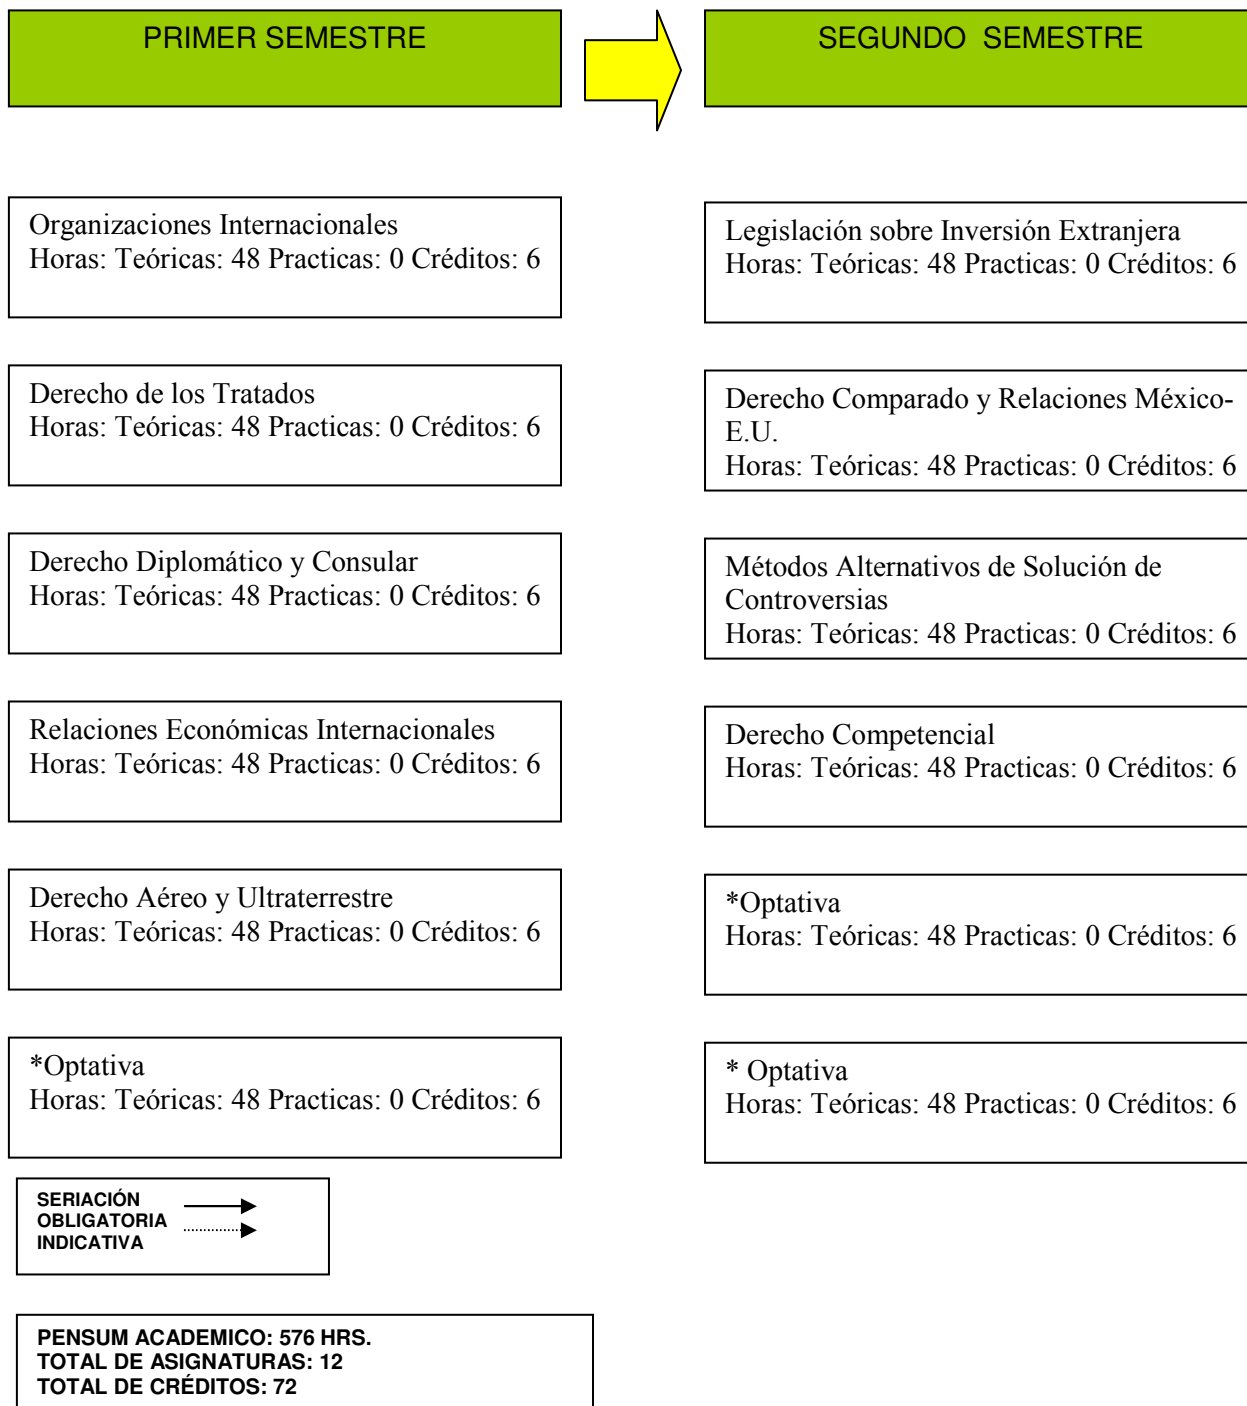 PRIMER SEMESTRE
SEGUNDO SEMESTRE
Organizaciones Internacionales
Horas: Teóricas: 48 Practicas: 0 Créditos: 6
Derecho de los Tratados
Horas: Teóricas: 48 Practicas: 0 Créditos: 6
Derecho Diplomático y Consular
Horas: Teóricas: 48 Practicas: 0 Créditos: 6
Relaciones Económicas Internacionales
Horas: Teóricas: 48 Practicas: 0 Créditos: 6
Derecho Aéreo y Ultraterrestre
Horas: Teóricas: 48 Practicas: 0 Créditos: 6
*Optativa
Horas: Teóricas: 48 Practicas: 0 Créditos: 6
Legislación sobre Inversión Extranjera
Horas: Teóricas: 48 Practicas: 0 Créditos: 6
Derecho Comparado y Relaciones México-
E.U.
Horas: Teóricas: 48 Practicas: 0 Créditos: 6
Métodos Alternativos de Solución de
Controversias
Horas: Teóricas: 48 Practicas: 0 Créditos: 6
Derecho Competencial
Horas: Teóricas: 48 Practicas: 0 Créditos: 6
*Optativa
Horas: Teóricas: 48 Practicas: 0 Créditos: 6
* Optativa
Horas: Teóricas: 48 Practicas: 0 Créditos: 6
SERIACIÓN
OBLIGATORIA
INDICATIVA
PENSUM ACADEMICO: 576 HRS.
TOTAL DE ASIGNATURAS: 12
TOTAL DE CRÉDITOS: 72